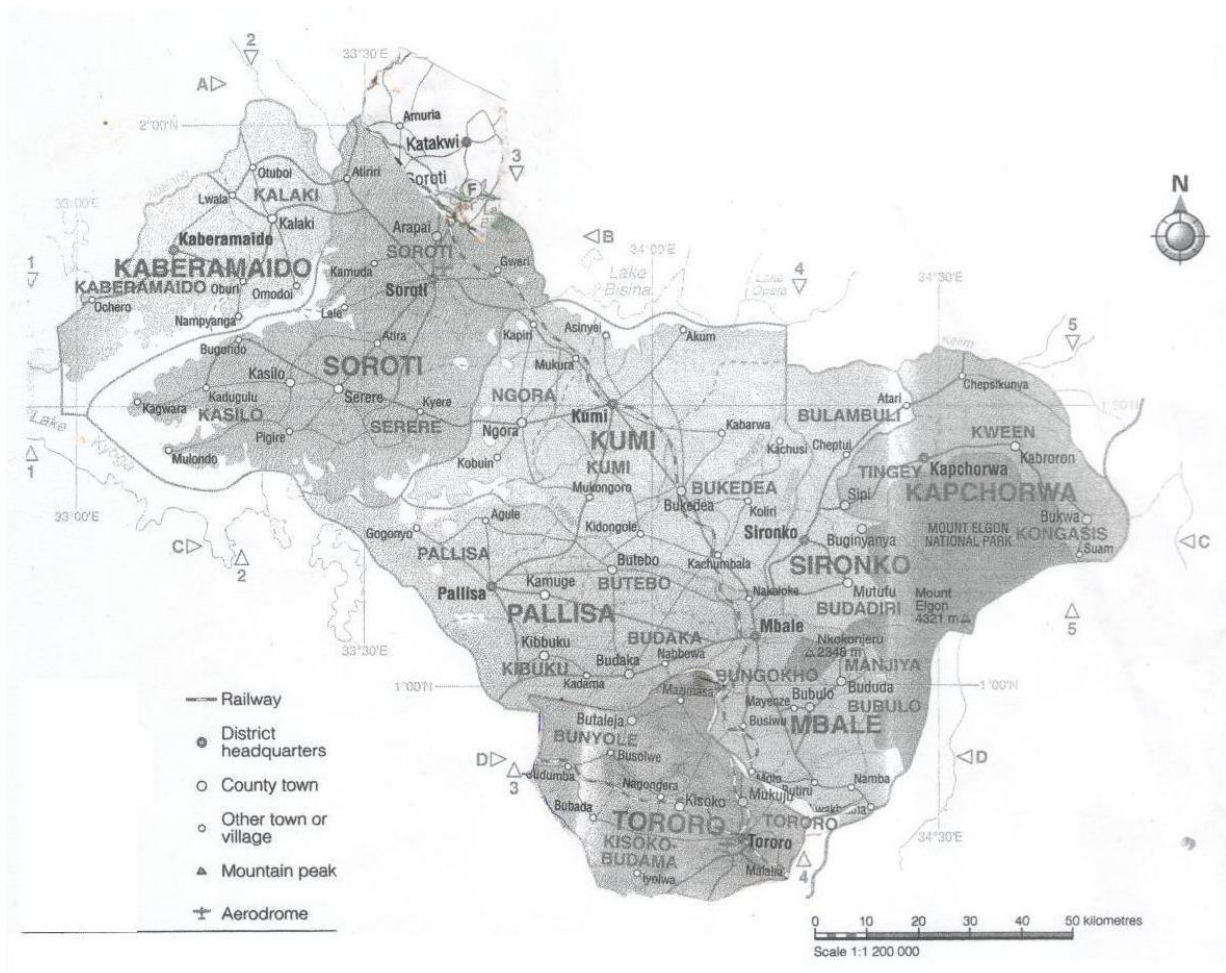 2
33°30'E
A
Amuria
2°00'N
Katakwi
3
Otuboi
Atiriri
Soroti
F
N
Lwala
KALAKI
33°00'E
Kalaki
Arapai
Kaberamaido
SOROTI
B
34°00'E
1
KABERAMAIDO
Kamuda
Gweri
Lake
Bisina
4
34°30'E
KABERAMAIDO
Oburi
Omodoi
Soroti
Lake
Opeta
Ochero
Lale
5
Nampyanga
Kapiri
Asinyei
Akum
Bugondo
Atira
Mukura
SOROTI
Kasilo
Chepsikunya
Kadugulu
Serere
NGORA
Kagwara
Kyere
Kumi
Atari
KASILO
SERERE
Ngora
BULAMBULI
Lake
Kyoga
Pigire
KUMI
Kabarwa
Kachusi
Cheptui
KWEEN
1
Mulondo
Kobuin
KUMI
TINGEY
Kapchorwa
Kabroron
Mukongoro
BUKEDEA
KAPCHORWA
33°00'E
Bukedea
Koliri
Sipi
Agule
Bukwa
Gogonyo
Kidongole
Sironko
Buginyanya
MOUNT ELGON
NATIONAL PARK
KONGASIS
C
PALLISA
Butebo
Kachumbala
SIRONKO
Suam
C
2
Kamuge
BUTEBO
Pallisa
Nakaloke
Mutufu
Mount
Elgon
4321 m
PALLISA
BUDADIRI
5
BUDAKA
Mbale
Kibbuku
Nkokonjeru
2348 m
33°30'E
Budaka
Nabbowa
KIBUKU
BUNGOKHO
MANJIYA
1°00'N
Kadama
Mazimasa
Bubulo
Bududa
1°00'N
Railway
Mayenze
BUBULO
Butaleja
Busiwu
MBALE
District
headquarters
BUNYOLE
D
Busolwe
D
3
County town
Nagongera
Namba
Kisoko
Mukuju
Other town or
village
Bubada
TORORO
TORORO
34°30'E
KISOKO-
BUDAMA
Tororo
Mountain peak
4
Iyolwa
Malaba
Aerodrome
0 10 20 30 40 50 kilometres
Scale 1:1 200 000